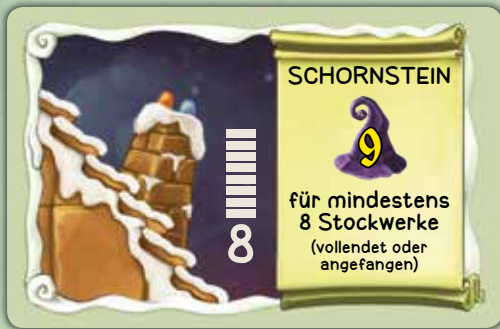 8
SCHORNSTEIN
9
für mindestens
8 Stockwerke
(vollendet oder
angefangen)